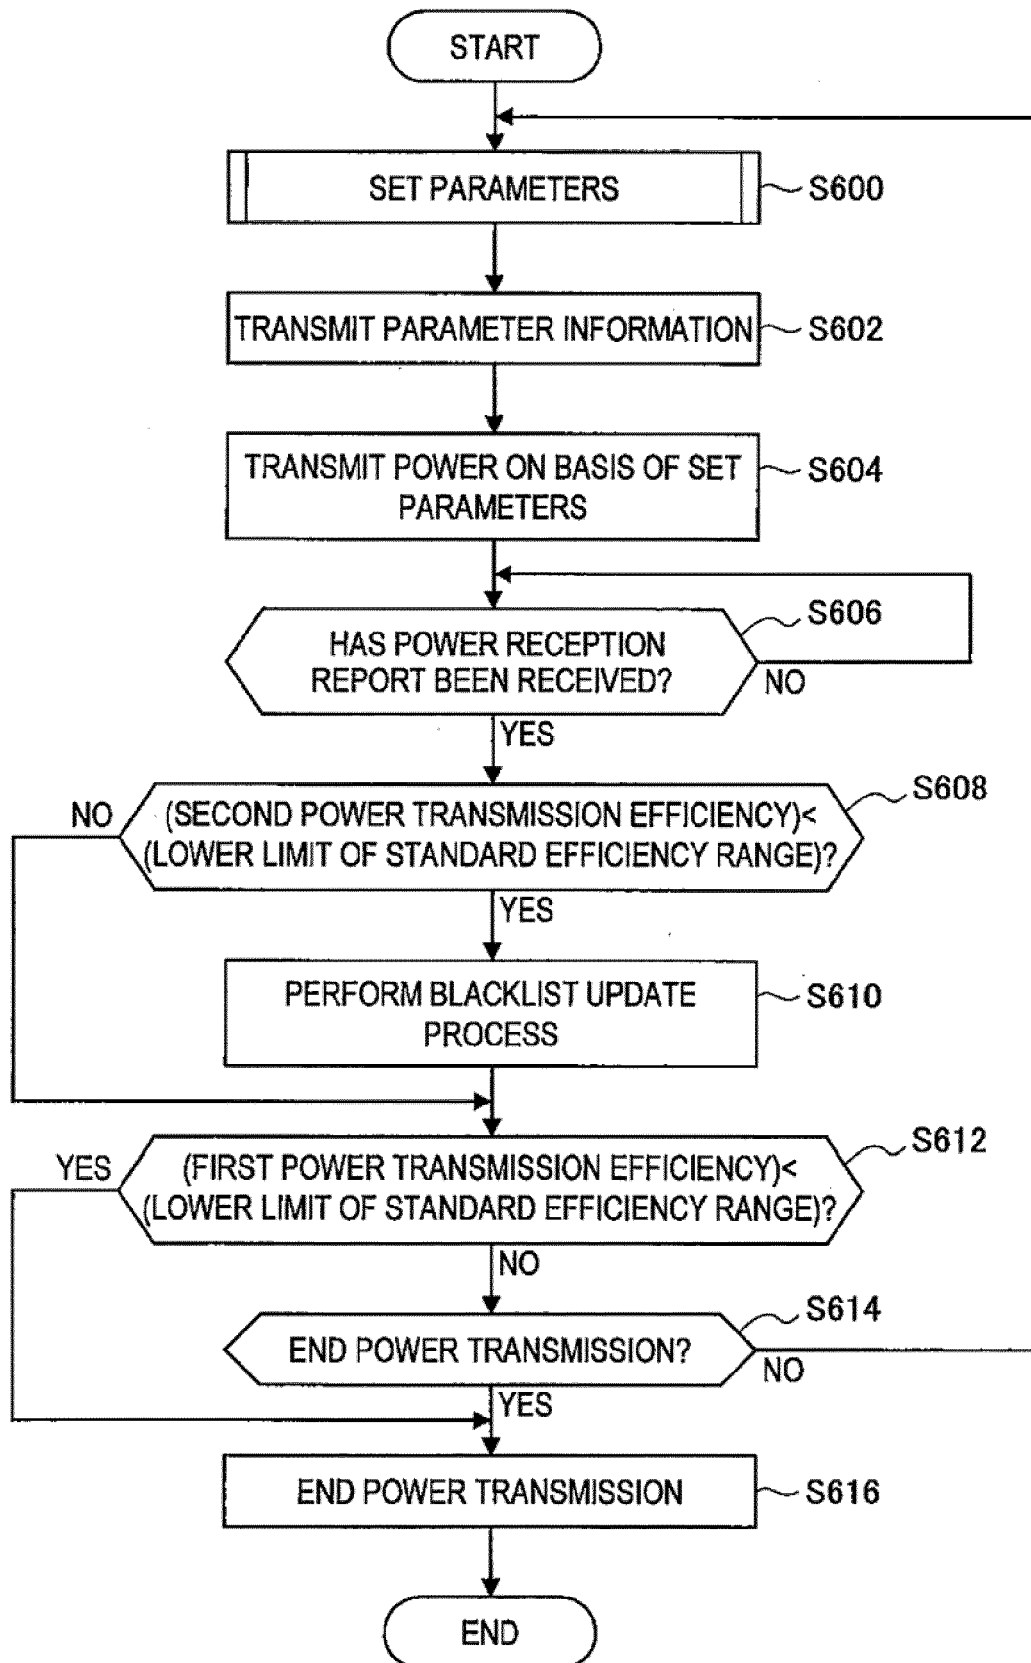 START
SET PARAMETERS
S600
TRANSMIT PARAMETER INFORMATION
S602
TRANSMIT POWER ON BASIS OF SET
PARAMETERS
S604
HAS POWER RECEPTION
REPORT BEEN RECEIVED?
S606
NO
YES
(SECOND POWER TRANSMISSION EFFICIENCY)<
(LOWER LIMIT OF STANDARD EFFICIENCY RANGE)?
S608
NO
YES
PERFORM BLACKLIST UPDATE
PROCESS
S610
(FIRST POWER TRANSMISSION EFFICIENCY)<
(LOWER LIMIT OF STANDARD EFFICIENCY RANGE)?
S612
YES
NO
END POWER TRANSMISSION?
S614
NO
YES
END POWER TRANSMISSION
S616
END